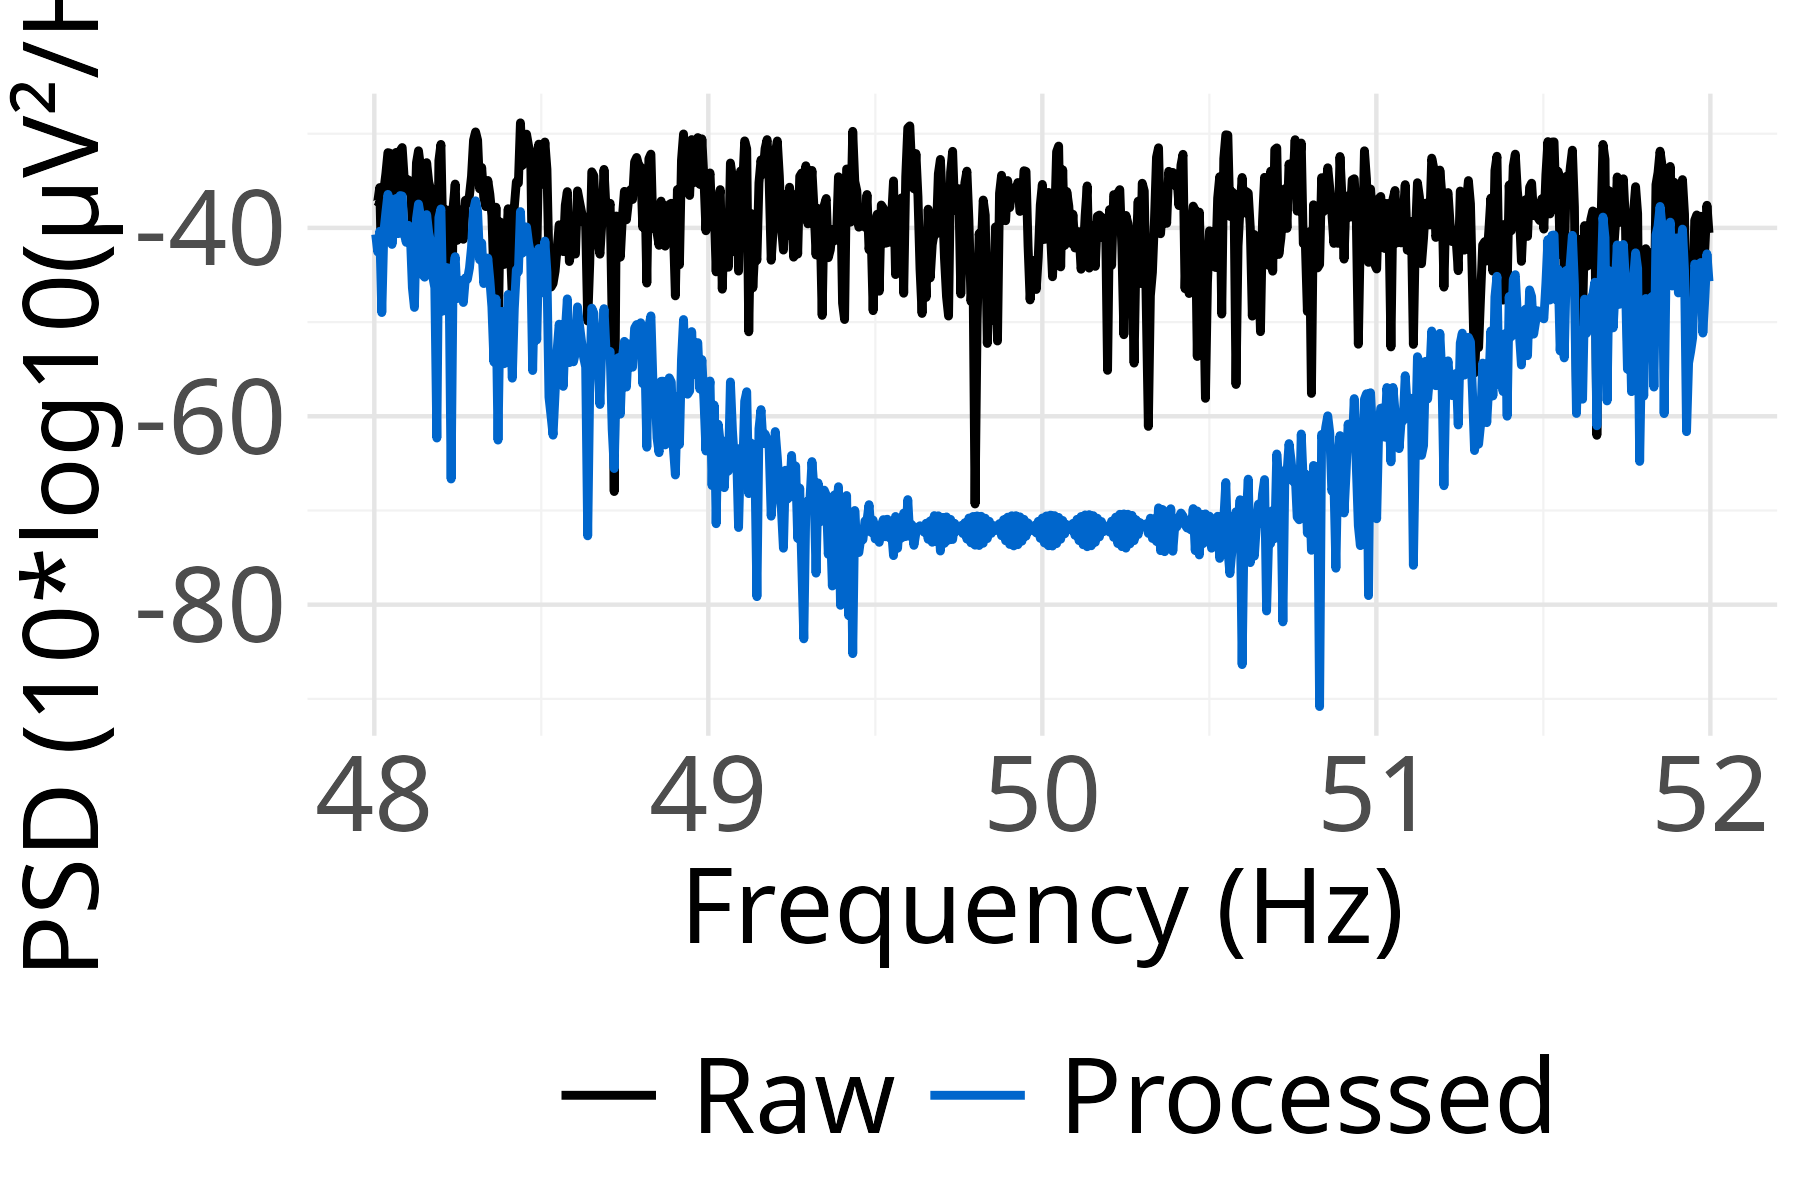 PSD (10*log10(µV²/H
-40
-60
-80
48 49 50 51 52
Frequency (Hz)
Raw Processed